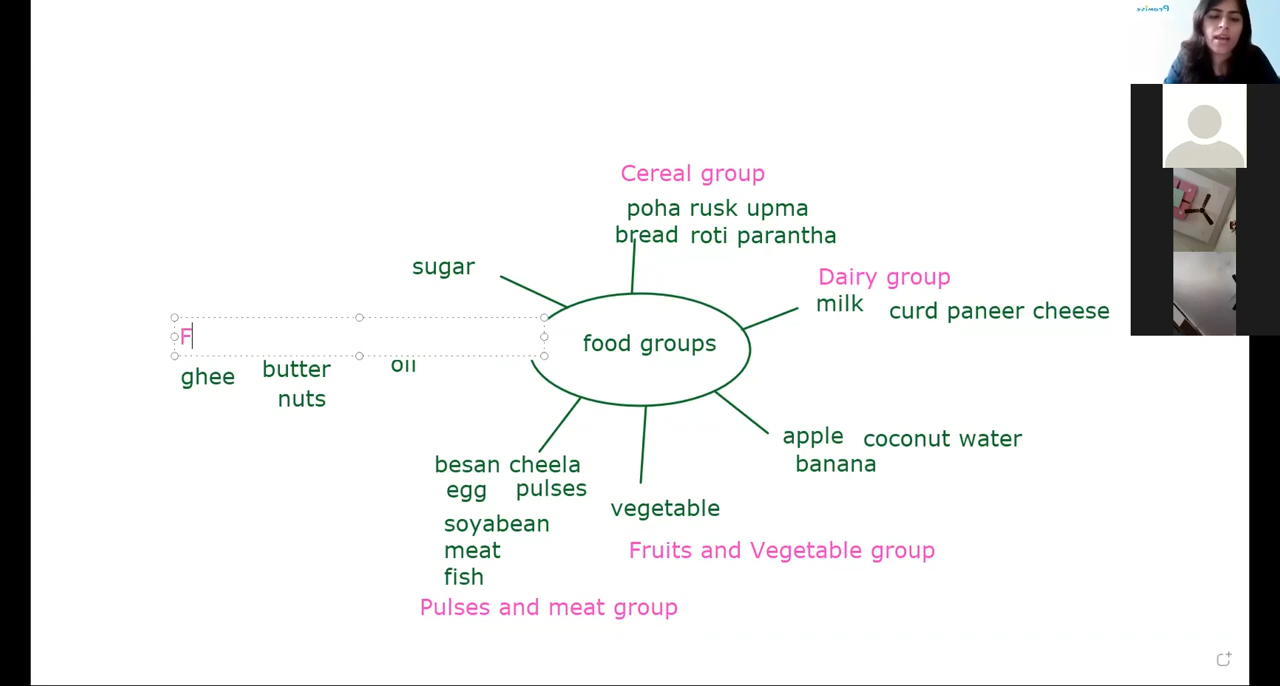 Promise
Cereal group
poha rusk upma
bread roti parantha
sugar
Dairy group
milk curd paneer cheese
F
food groups
ghee butter oil
nuts
apple coconut water
banana
besan cheela
egg pulses
soyabean
meat
fish
vegetable
Fruits and Vegetable group
Pulses and meat group